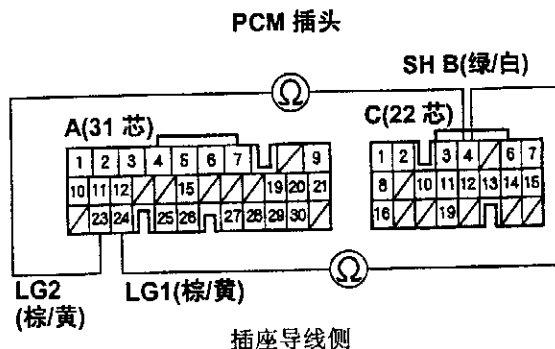 PCM 插头
SH B(绿/白)
Ω
A(31 芯)
C(22 芯)
1 2 3 4 5 6 7 9
10 11 12 15 19 20 21
23 24 25 26 27 28 29 30
1 2 3 4 6 7
8 10 11 12 13 14 15
16 19
Ω
LG2
(棕/黄)
LG1(棕/黄)
插座导线侧